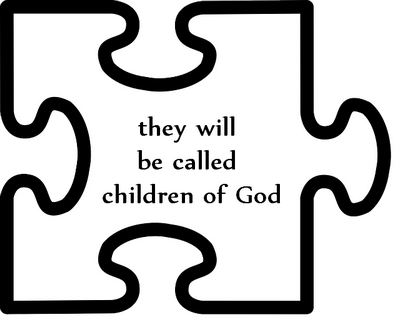 they will
be called
children of God